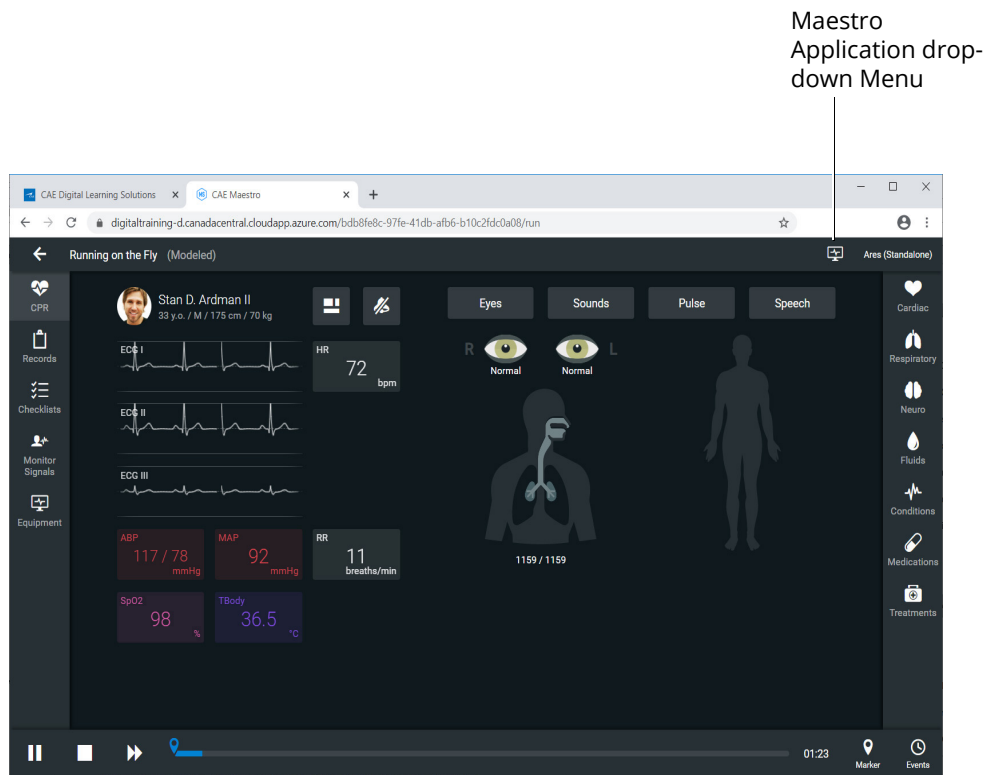 Maestro
Application drop-
down Menu
CAE Digital Learning Solutions
CAE Maestro
digitaltraining-d.canadacentral.cloudapp.azure.com/bdb8fe8c-97fe-41db-afb6-b10c2fdc0a08/run
Running on the Fly (Modeled)
Ares (Standalone)
CPR
Records
Checklists
Monitor
Signals
Equipment
Stan D. Ardman II
33 y.o. / M / 175 cm / 70 kg
ECG I
HR
72
bpm
ECG II
ECG III
ABP
117 / 78
mmHg
MAP
92
mmHg
RR
11
breaths/min
SpO2
98
%
TBody
36.5
°C
Eyes
Sounds
Pulse
Speech
R
L
Normal
Normal
1159 / 1159
Cardiac
Respiratory
Neuro
Fluids
Conditions
Medications
Treatments
01:23
Marker
Events